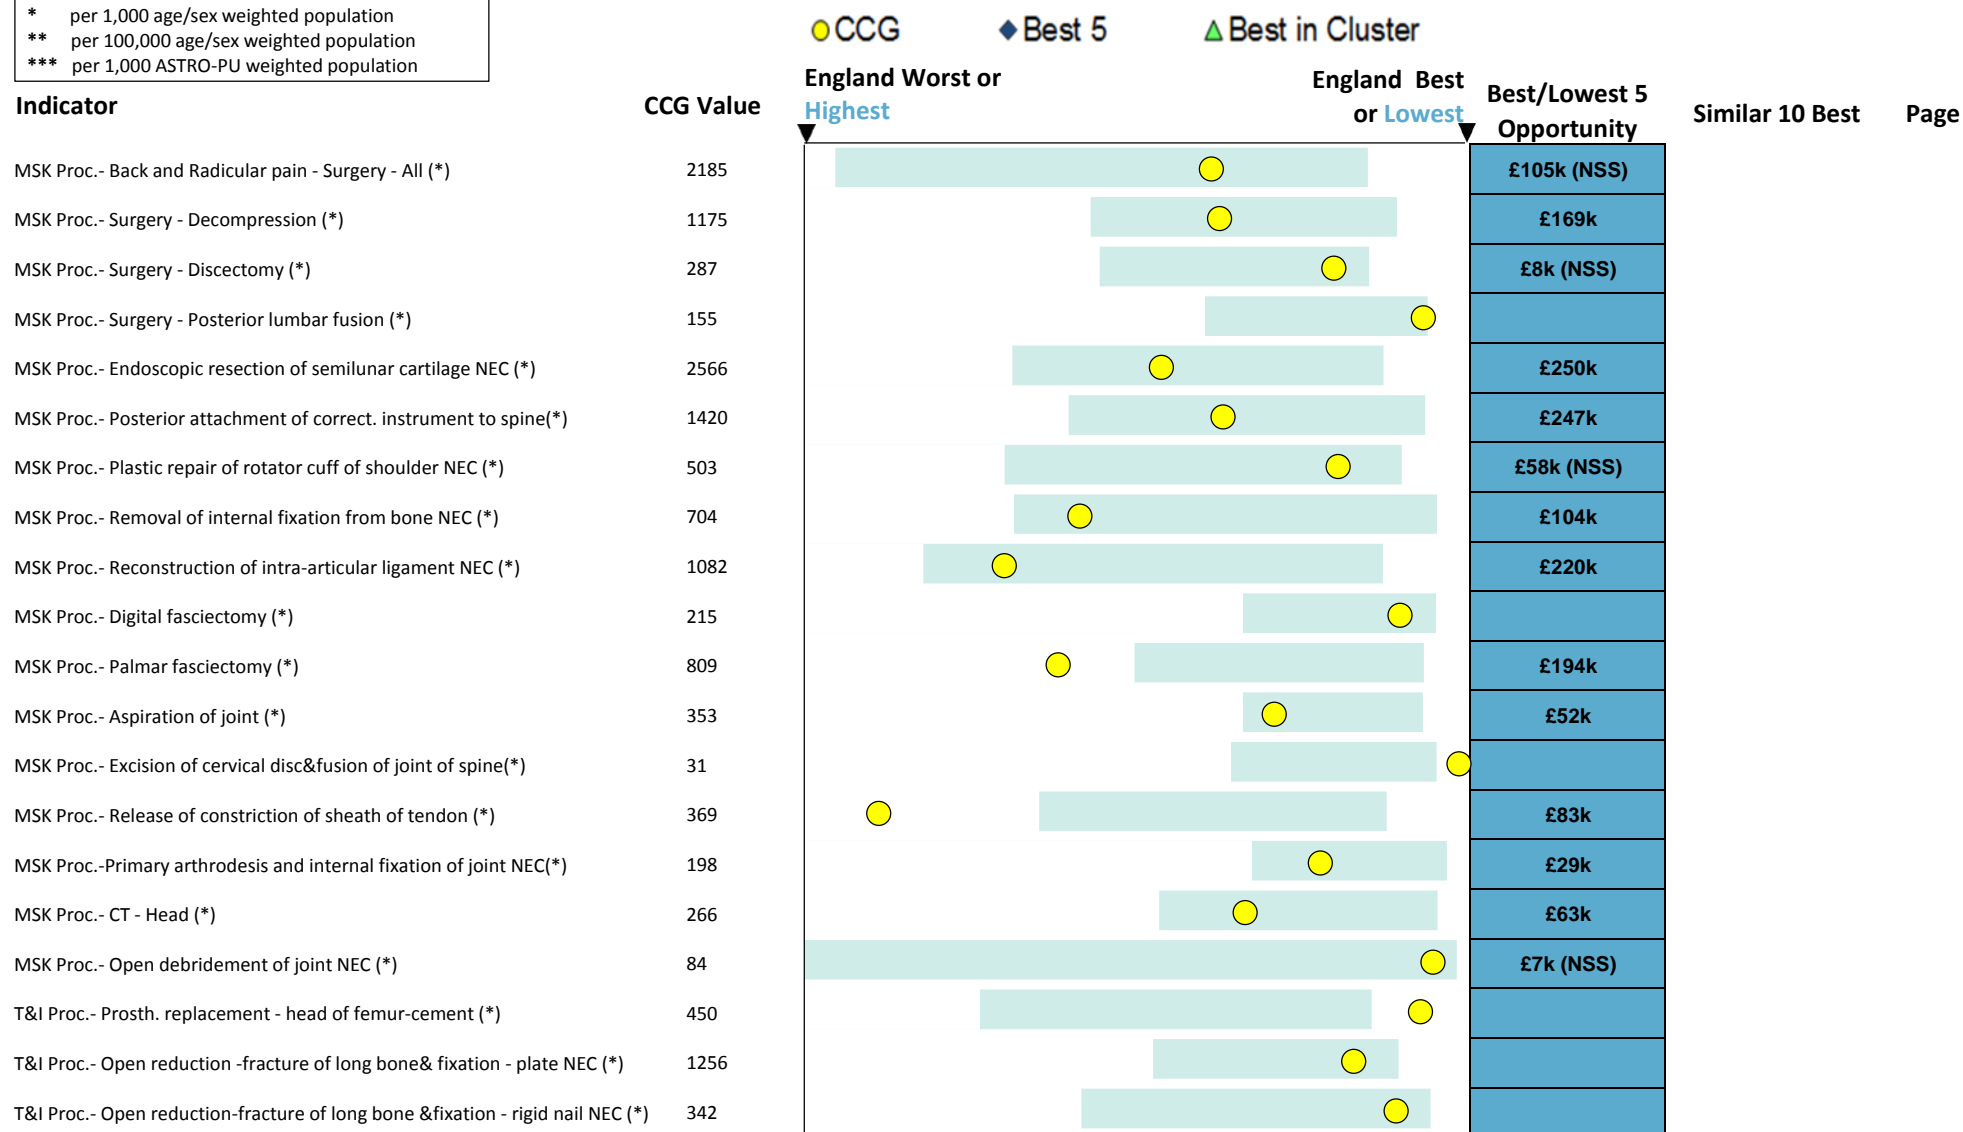 * per 1,000 age/sex weighted population
** per 100,000 age/sex weighted population
*** per 1,000 ASTRO-PU weighted population
CCG Best 5 Best in Cluster
Indicator CCG Value England Worst or Highest England Best or Lowest Best/Lowest 5 Opportunity Similar 10 Best Page
MSK Proc.- Back and Radicular pain - Surgery - All (*) 2185 £105k (NSS)
MSK Proc.- Surgery - Decompression (*) 1175 £169k
MSK Proc.- Surgery - Discectomy (*) 287 £8k (NSS)
MSK Proc.- Surgery - Posterior lumbar fusion (*) 155
MSK Proc.- Endoscopic resection of semilunar cartilage NEC (*) 2566 £250k
MSK Proc.- Posterior attachment of correct. instrument to spine(*) 1420 £247k
MSK Proc.- Plastic repair of rotator cuff of shoulder NEC (*) 503 £58k (NSS)
MSK Proc.- Removal of internal fixation from bone NEC (*) 704 £104k
MSK Proc.- Reconstruction of intra-articular ligament NEC (*) 1082 £220k
MSK Proc.- Digital fasciectomy (*) 215
MSK Proc.- Palmar fasciectomy (*) 809 £194k
MSK Proc.- Aspiration of joint (*) 353 £52k
MSK Proc.- Excision of cervical disc&fusion of joint of spine(*) 31
MSK Proc.- Release of constriction of sheath of tendon (*) 369 £83k
MSK Proc.-Primary arthrodesis and internal fixation of joint NEC(*) 198 £29k
MSK Proc.- CT - Head (*) 266 £63k
MSK Proc.- Open debridement of joint NEC (*) 84 £7k (NSS)
T&I Proc.- Prosth. replacement - head of femur-cement (*) 450
T&I Proc.- Open reduction -fracture of long bone& fixation - plate NEC (*) 1256
T&I Proc.- Open reduction-fracture of long bone &fixation - rigid nail NEC (*) 342